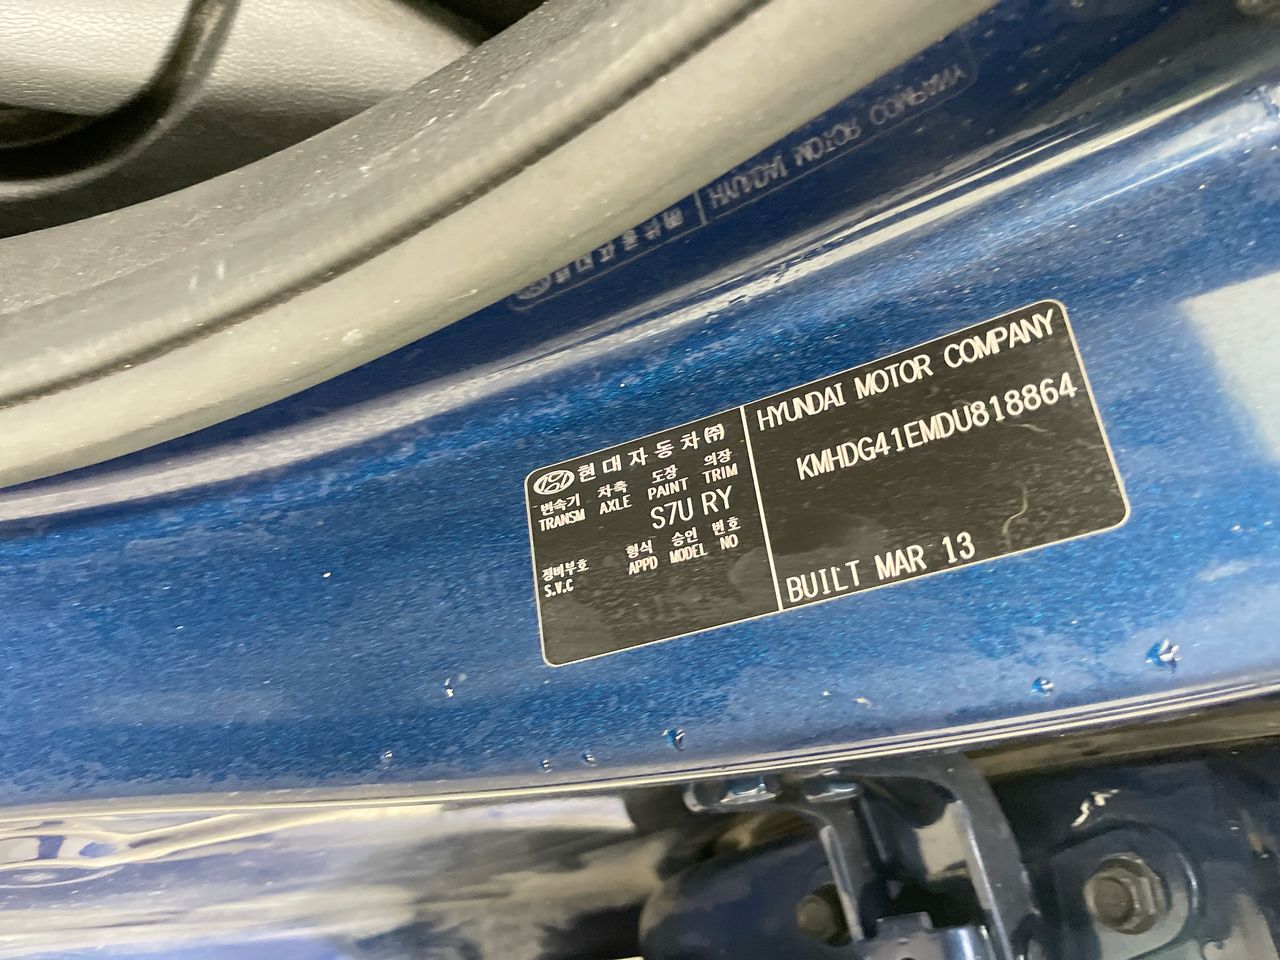 현대자동차㈜
변속기 차축 도장 의장
TRANSM AXLE PAINT TRIM
S7U RY
정비부호 형식 승인 번호
S.V.C APPD MODEL NO
HYUNDAI MOTOR COMPANY
KMHDG41EMDU818864
BUILT MAR 13